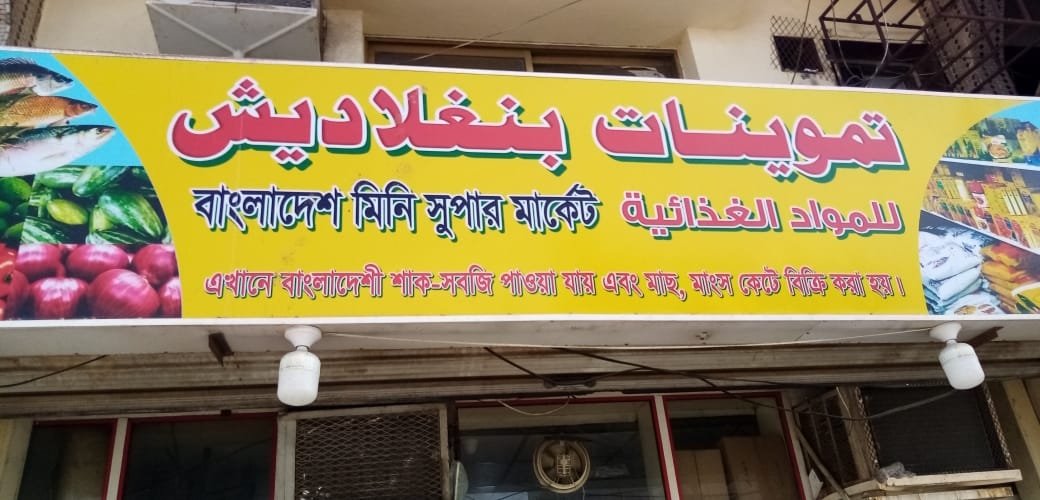 تموينات بنغلاديش
বাংলাদেশ মিনি সুপার মার্কেট للمواد الغذائية
এখানে বাংলাদেশী শাক-সবজি পাওয়া যায় এবং মাছ, মাংস কেটে বিক্রি করা হয়।